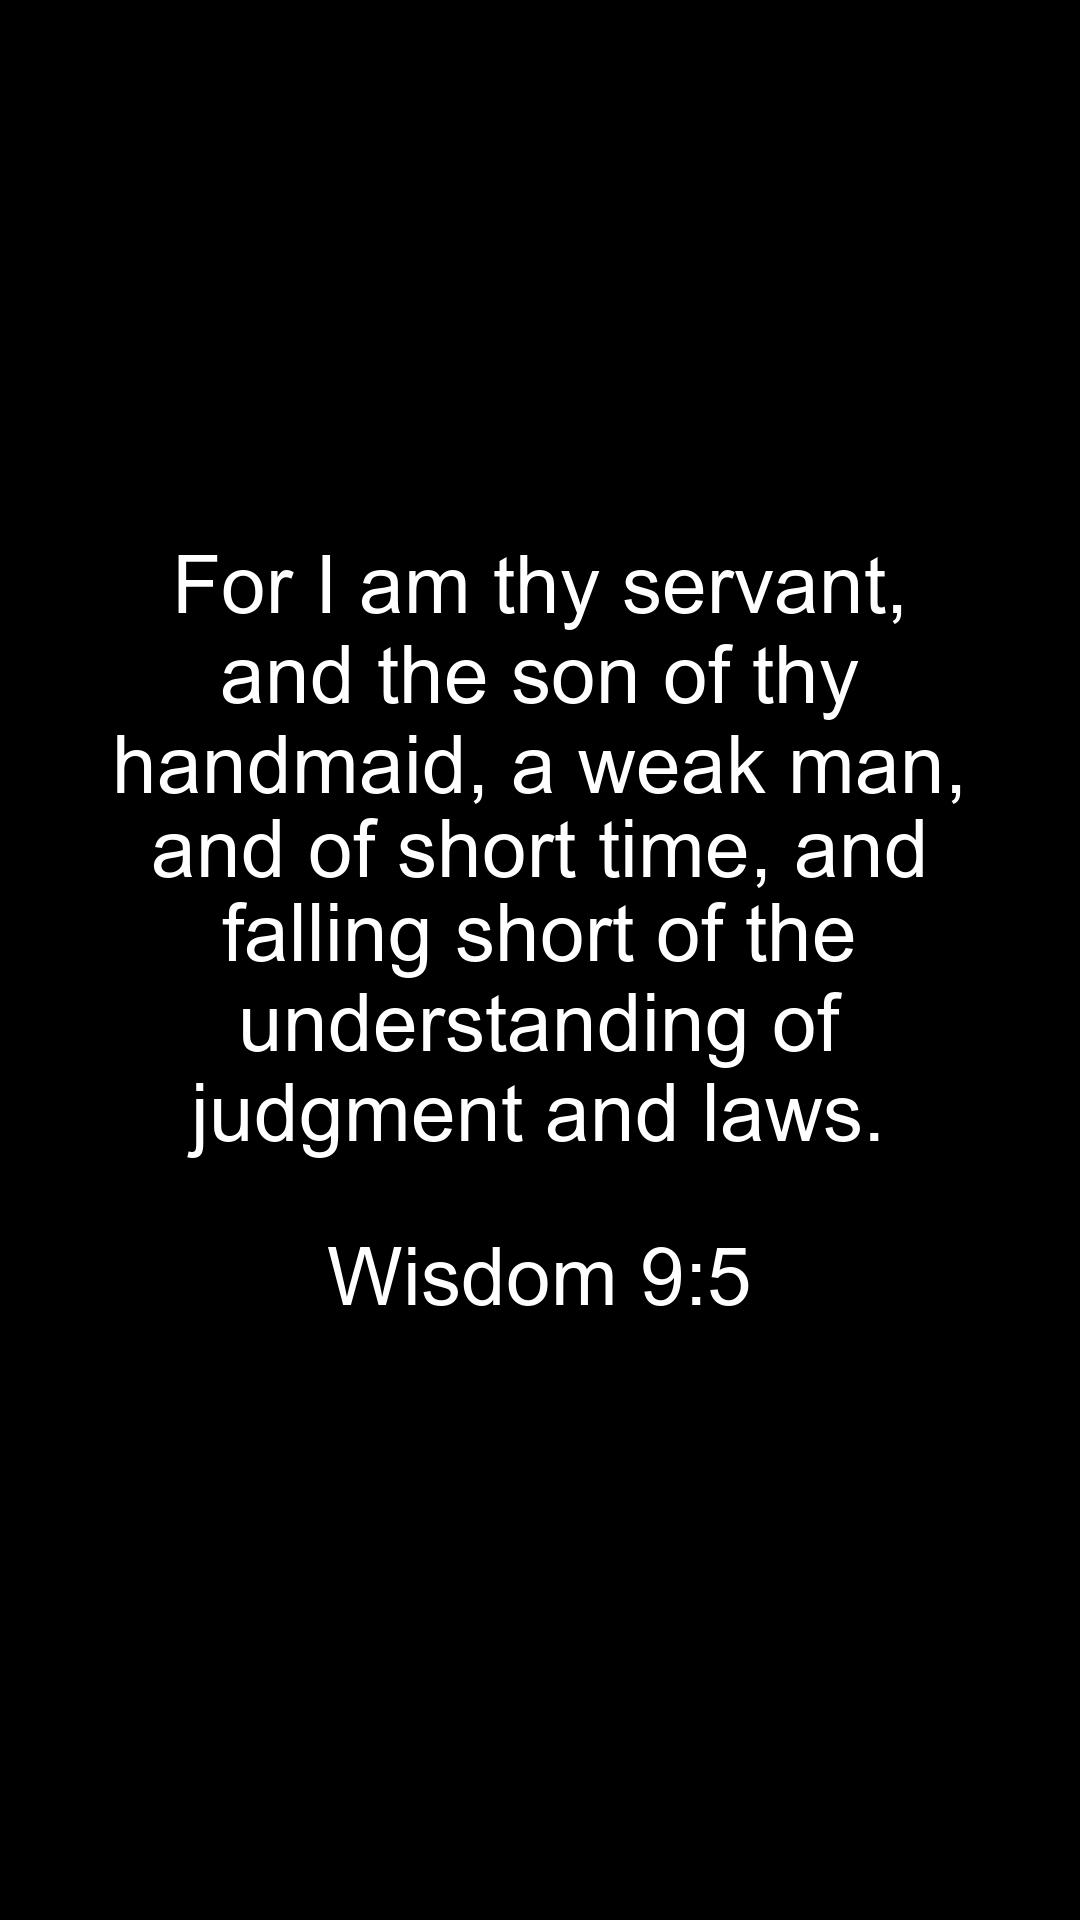 For I am thy servant,
and the son of thy
handmaid, a weak man,
and of short time, and
falling short of the
understanding of
judgment and laws.
Wisdom 9:5